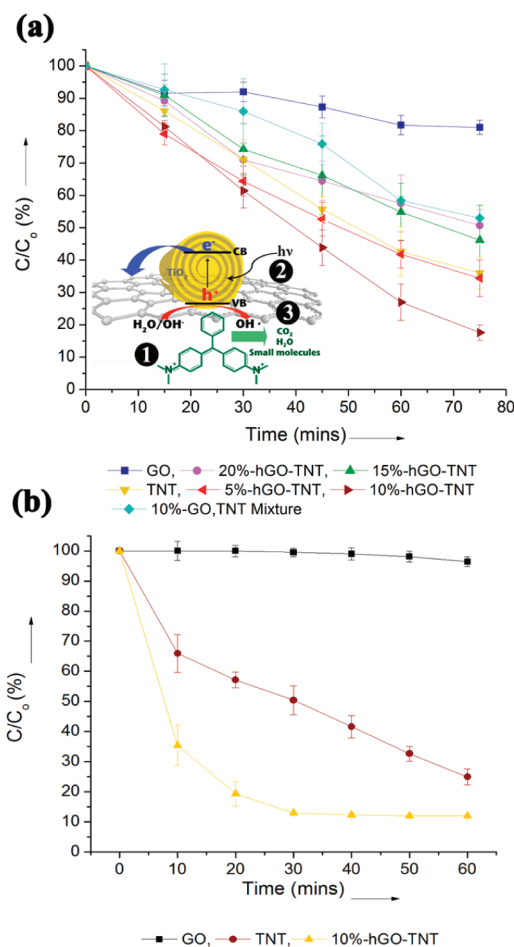 (a)
100
90
80
70
60
50
40
30
20
10
0
C/Co (%)
e-
CB
TiO2
hν
2
h+
VB
3
H2O/OH-
OH •
CO2
H2O
Small molecules
1
N+
N+
0 10 20 30 40 50 60 70 80
Time (mins)
GO, 20%-hGO-TNT 15%-hGO-TNT
TNT, 5%-hGO-TNT, 10%-hGO-TNT
10%-GO,TNT Mixture
(b)
100
90
80
70
60
50
40
30
20
10
0
C/Co (%)
0 10 20 30 40 50 60
Time (mins)
GO, TNT, 10%-hGO-TNT